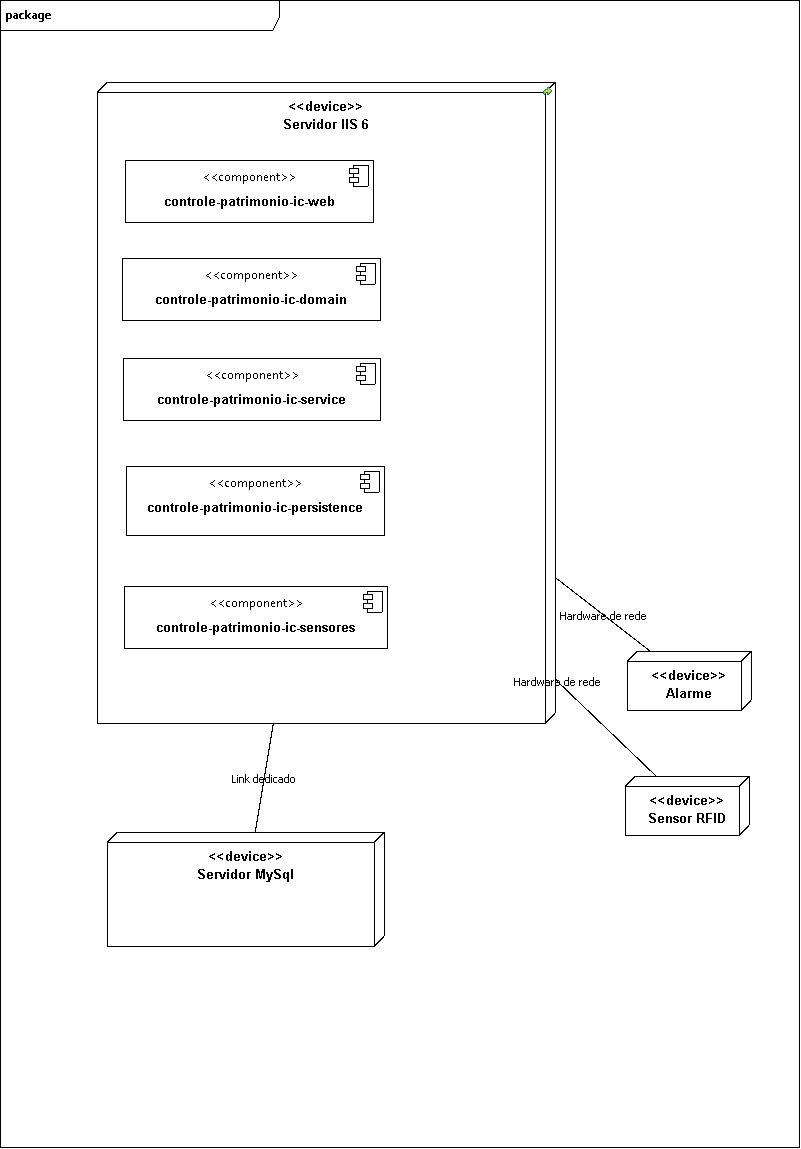 package
<<device>>
Servidor IIS 6
<<component>>
controle-patrimonio-ic-web
<<component>>
controle-patrimonio-ic-domain
<<component>>
controle-patrimonio-ic-service
<<component>>
controle-patrimonio-ic-persistence
<<component>>
controle-patrimonio-ic-sensores
Hardware de rede
<<device>>
Alarme
Hardware de rede
<<device>>
Sensor RFID
Link dedicado
<<device>>
Servidor MySql